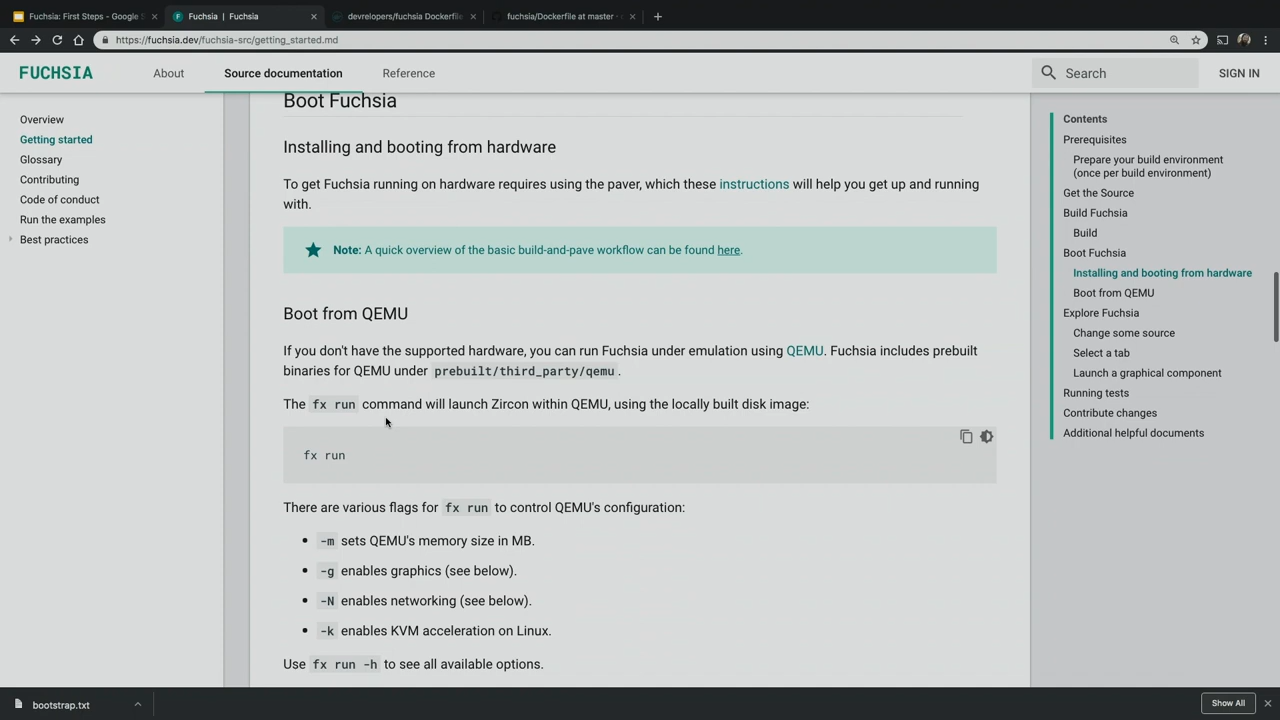 Fuchsia: First Steps - Google S
Fuchsia | Fuchsia
devrelopers/fuchsia Dockerfile
fuchsia/Dockerfile at master ·
https://fuchsia.dev/fuchsia-src/getting_started.md
FUCHSIA
About
Source documentation
Reference
Search
SIGN IN
Overview
Getting started
Glossary
Contributing
Code of conduct
Run the examples
Best practices
Boot Fuchsia
Installing and booting from hardware
To get Fuchsia running on hardware requires using the paver, which these instructions will help you get up and running
with.
Note: A quick overview of the basic build-and-pave workflow can be found here.
Boot from QEMU
If you don't have the supported hardware, you can run Fuchsia under emulation using QEMU. Fuchsia includes prebuilt
binaries for QEMU under prebuilt/third_party/qemu.
The fx run command will launch Zircon within QEMU, using the locally built disk image:
fx run
There are various flags for fx run to control QEMU's configuration:
-m sets QEMU's memory size in MB.
-g enables graphics (see below).
-N enables networking (see below).
-k enables KVM acceleration on Linux.
Use fx run -h to see all available options.
Contents
Prerequisites
Prepare your build environment
(once per build environment)
Get the Source
Build Fuchsia
Build
Boot Fuchsia
Installing and booting from hardware
Boot from QEMU
Explore Fuchsia
Change some source
Select a tab
Launch a graphical component
Running tests
Contribute changes
Additional helpful documents
bootstrap.txt
Show All